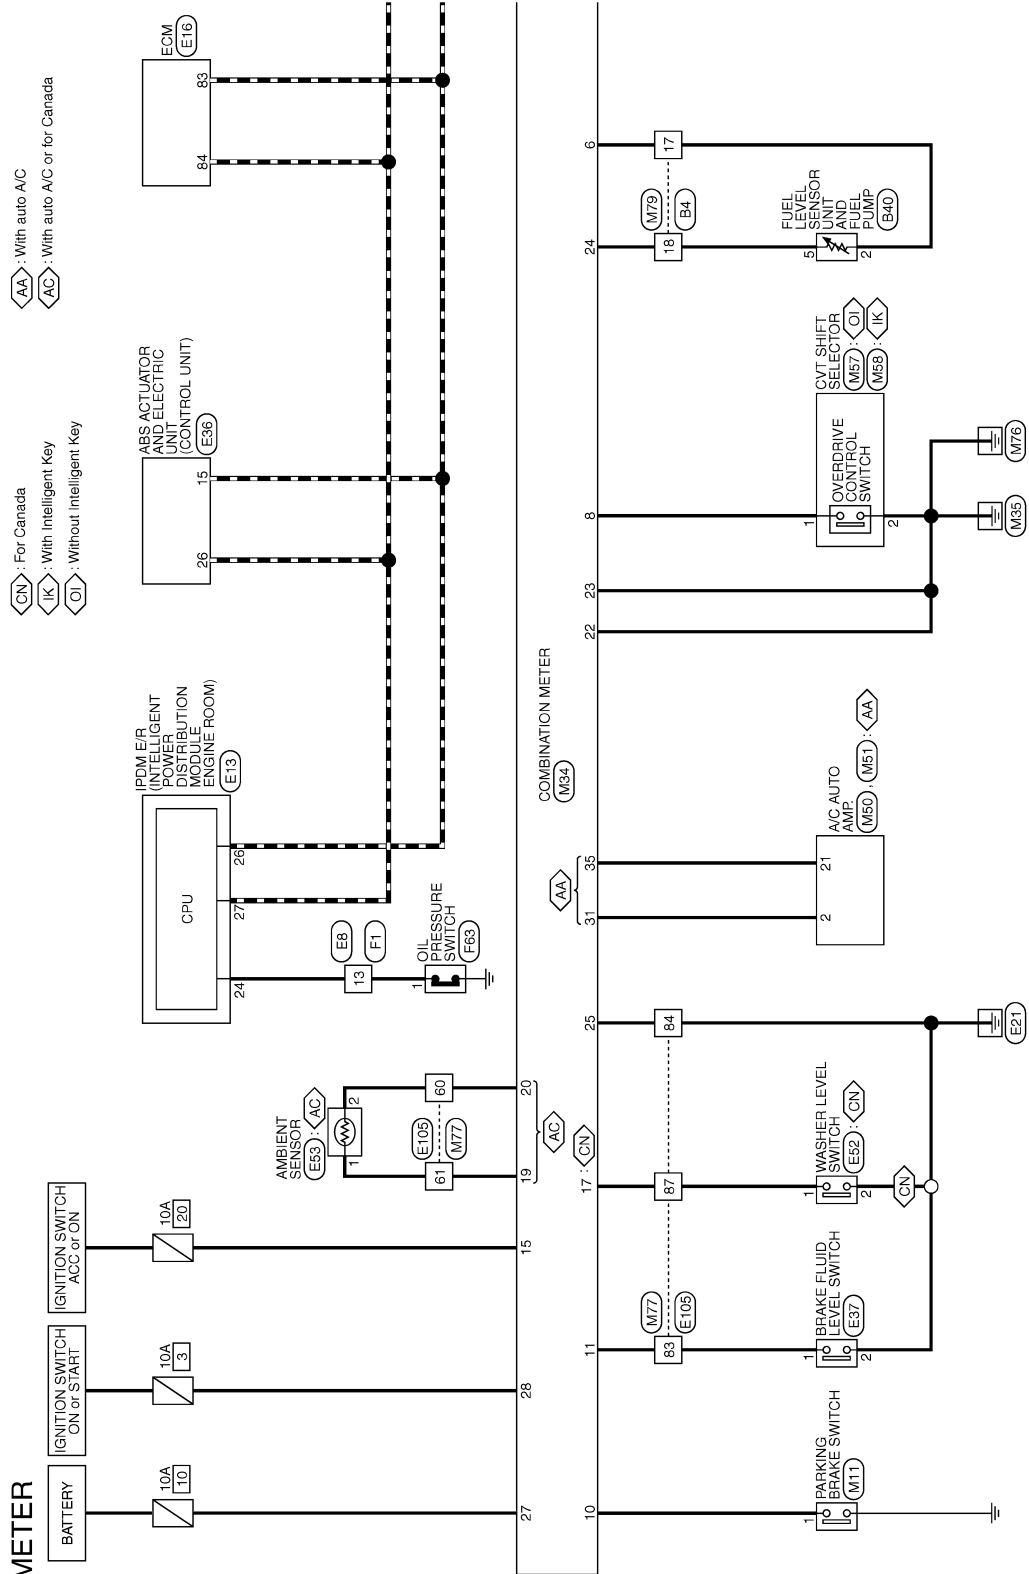 METER
BATTERY
10A
10
27
IGNITION SWITCH
ON or START
10A
3
28
IGNITION SWITCH
ACC or ON
10A
20
15
AMBIENT
SENSOR
E53 : AC
1
2
61
60
E105
M77
19
20
AC
IPDM E/R
(INTELLIGENT
POWER
DISTRIBUTION
MODULE
ENGINE ROOM)
E13
CPU
24
27
26
13
E8
F1
1
OIL
PRESSURE
SWITCH
F63
CN : For Canada
IK : With Intelligent Key
OI : Without Intelligent Key
AA : With auto A/C
AC : With auto A/C or for Canada
ABS ACTUATOR
AND ELECTRIC
UNIT
(CONTROL UNIT)
E36
26
15
ECM
E16
84
83
COMBINATION METER
M34
10
11
17 : CN
25
AA
31
35
22
23
8
24
6
1
PARKING
BRAKE SWITCH
M11
83
87
84
M77
E105
1
2
BRAKE FLUID
LEVEL SWITCH
E37
1
2
WASHER LEVEL
SWITCH
E52 : CN
CN
E21
2
21
A/C AUTO
AMP.
M50 , M51 : AA
1
2
OVERDRIVE
CONTROL
SWITCH
CVT SHIFT
SELECTOR
M57 : OI
M58 : IK
M35
M76
18
17
M79
B4
5
2
FUEL
LEVEL
SENSOR
UNIT
AND
FUEL
PUMP
B40